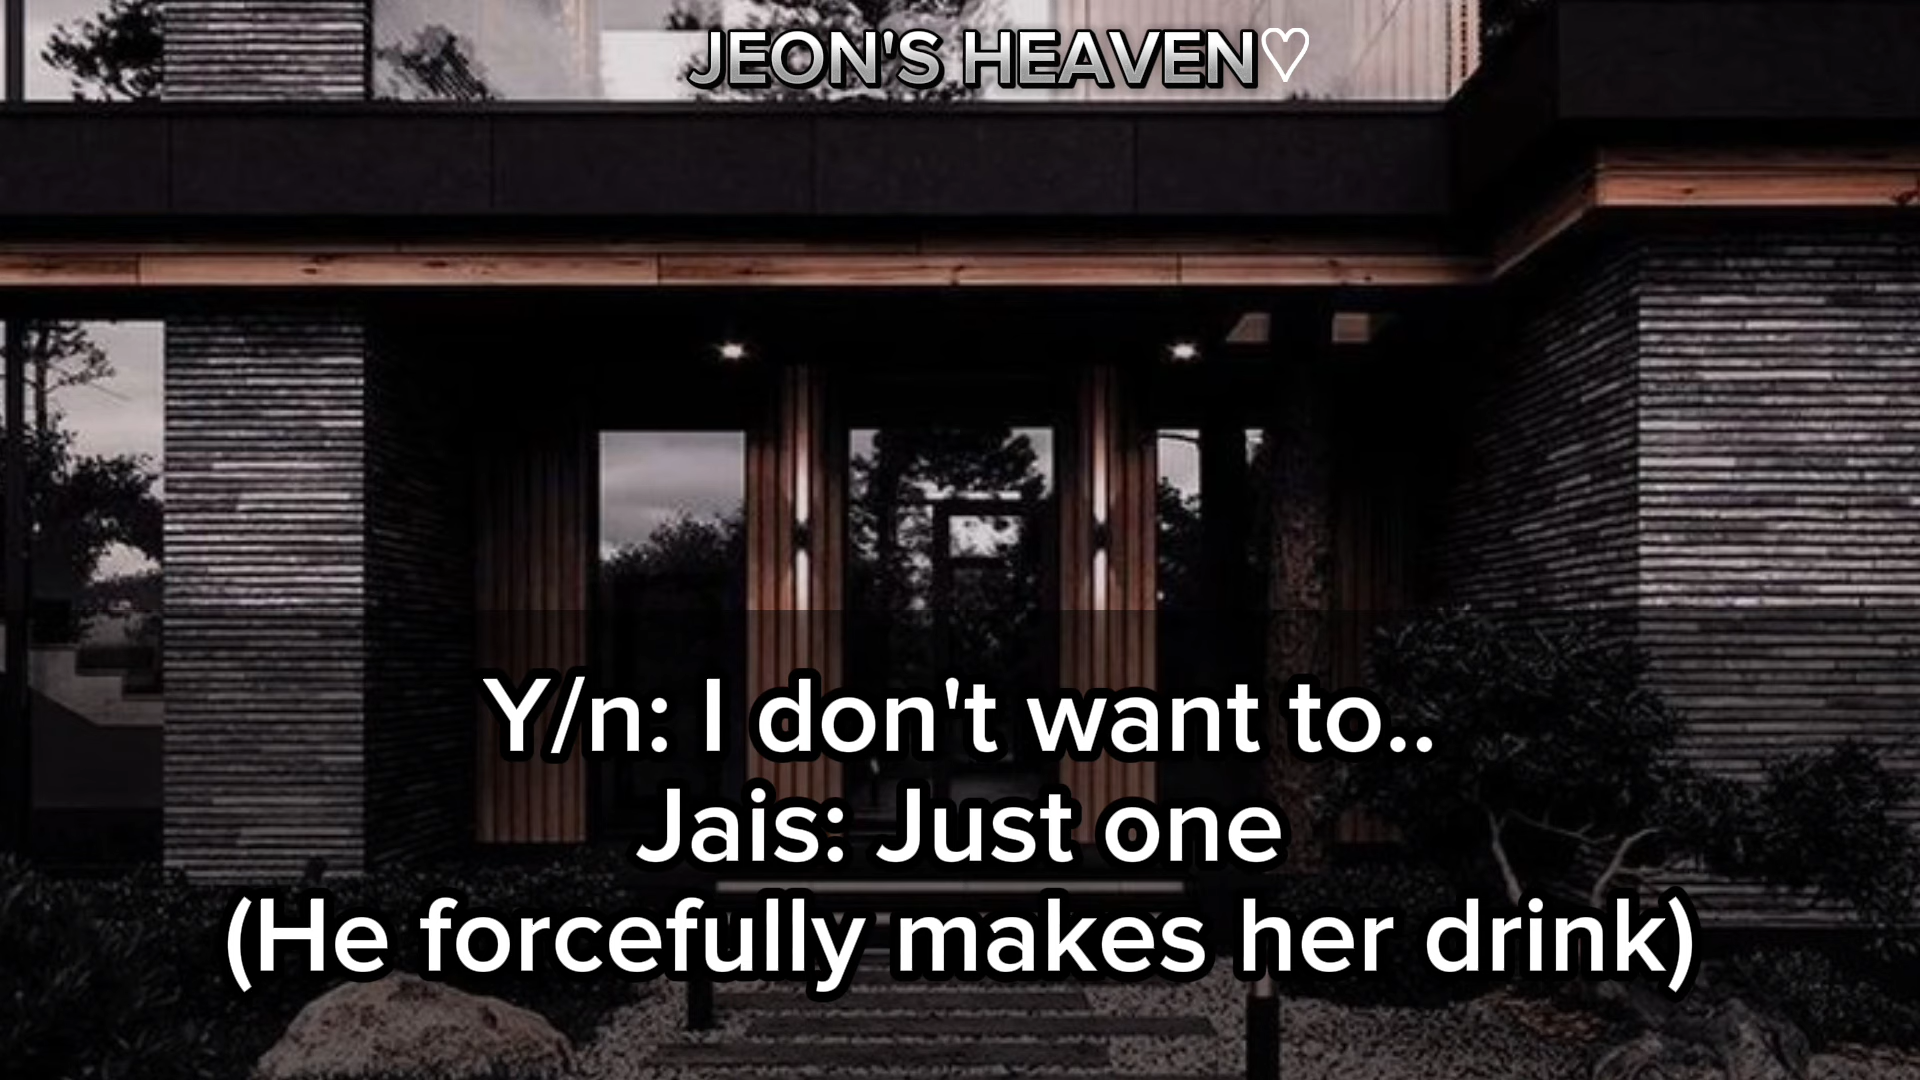 JEON'S HEAVEN♡
Y/n: I don't want to..
Jais: Just one
(He forcefully makes her drink)